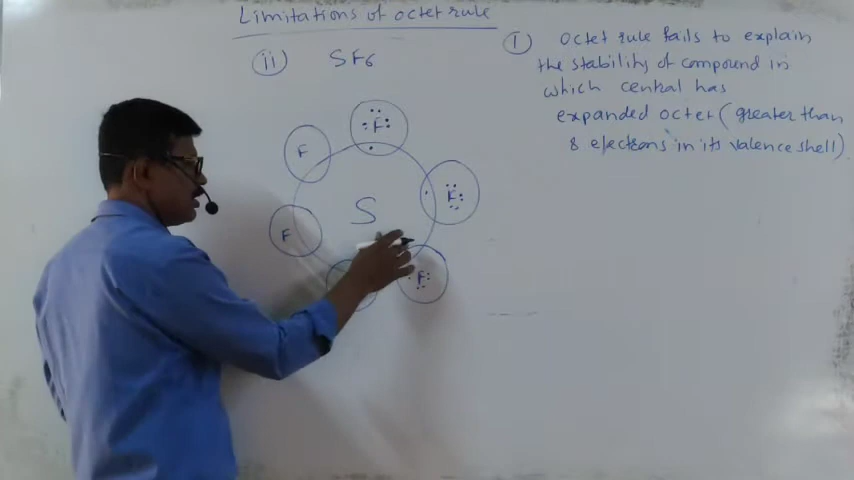 Limitations of octet rule
ii) SF6
F
F
F
F
F
S
i) Octet rule fails to explain
the stability of compound in
which central has
expanded octet (greater than
8 electrons in its valence shell)